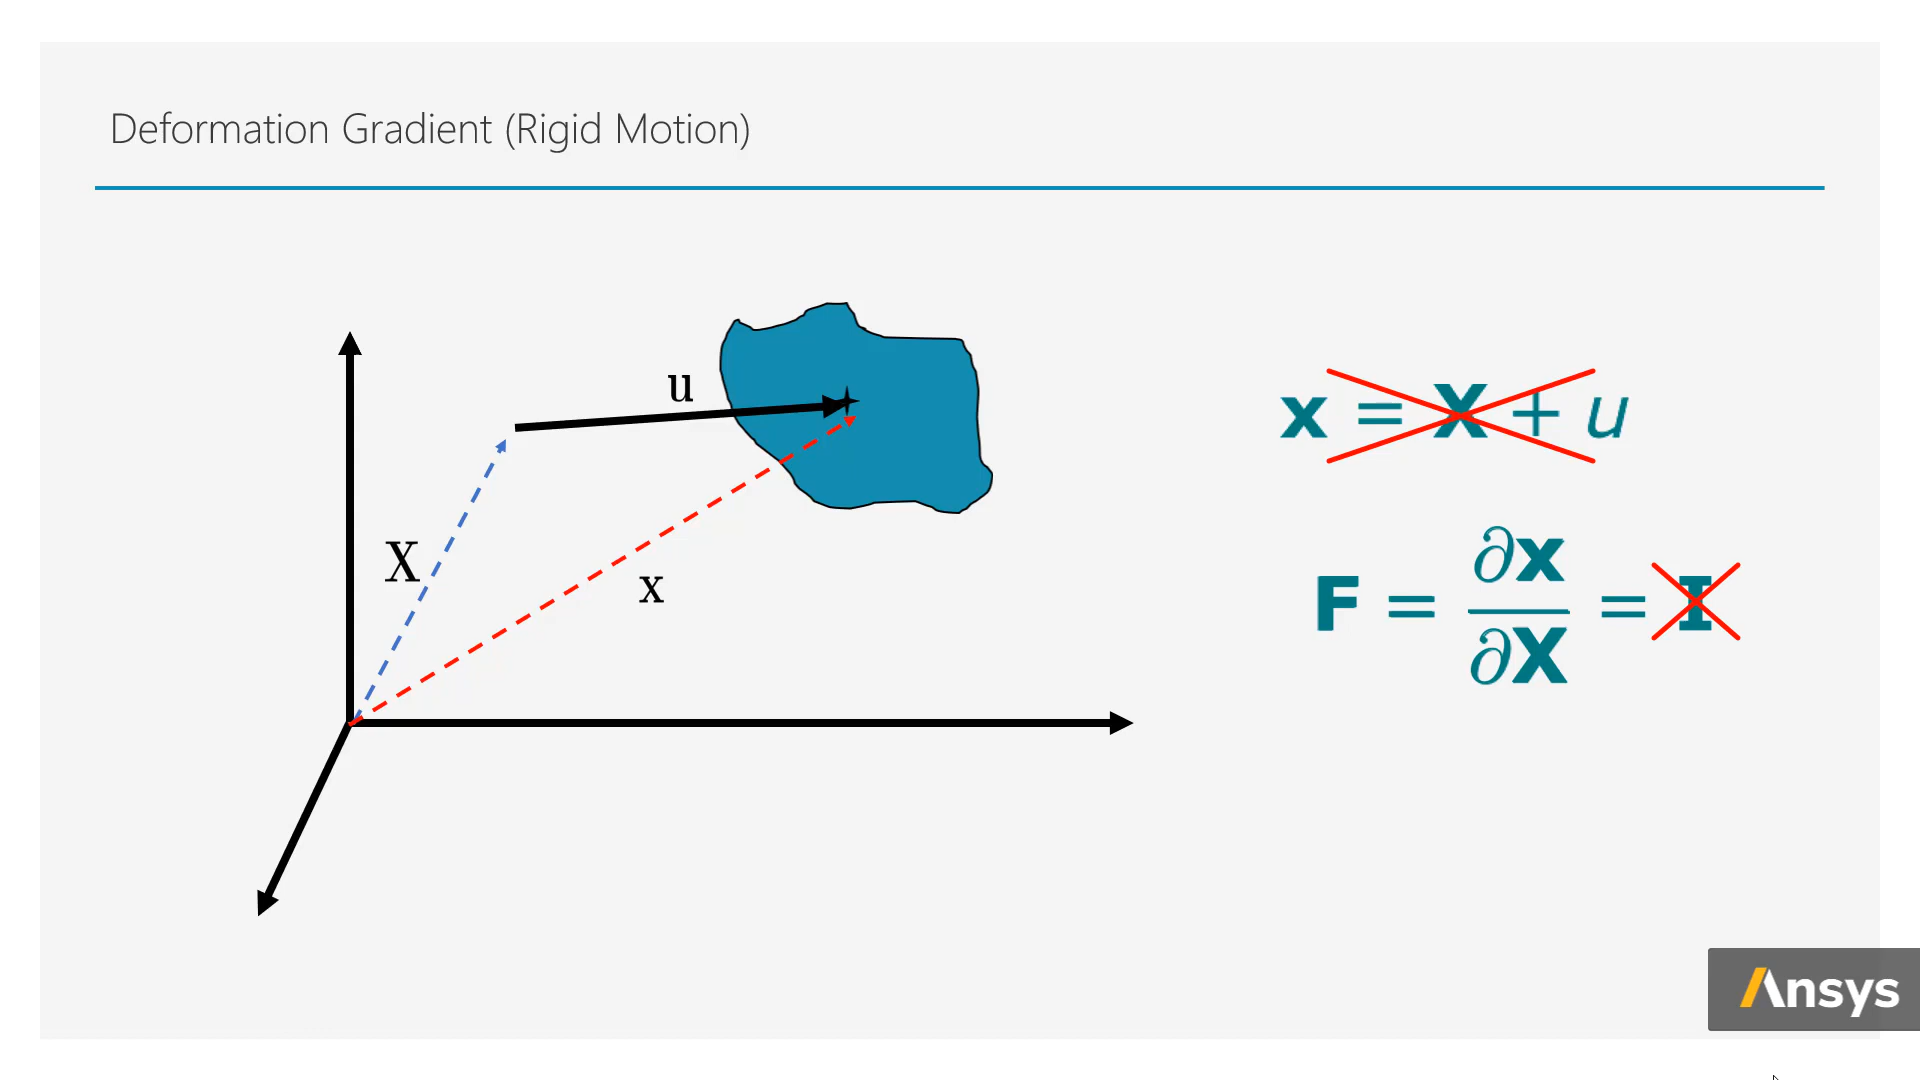 Deformation Gradient (Rigid Motion)
u
X
x
x = X + u
F = ∂x/∂X = I
Ansys